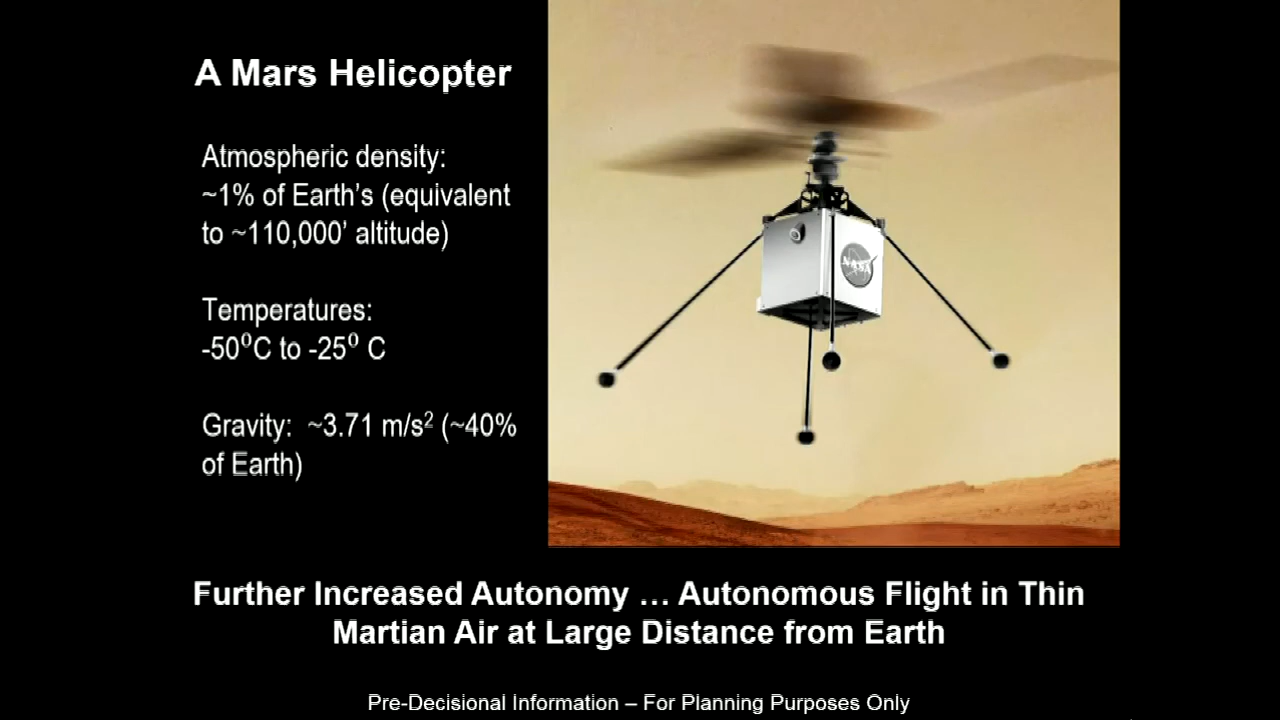 A Mars Helicopter
Atmospheric density:
~1% of Earth’s (equivalent
to ~110,000’ altitude)
Temperatures:
-50⁰C to -25⁰ C
Gravity:  ~3.71 m/s² (~40%
of Earth)
NASA
Further Increased Autonomy … Autonomous Flight in Thin
Martian Air at Large Distance from Earth
Pre-Decisional Information – For Planning Purposes Only